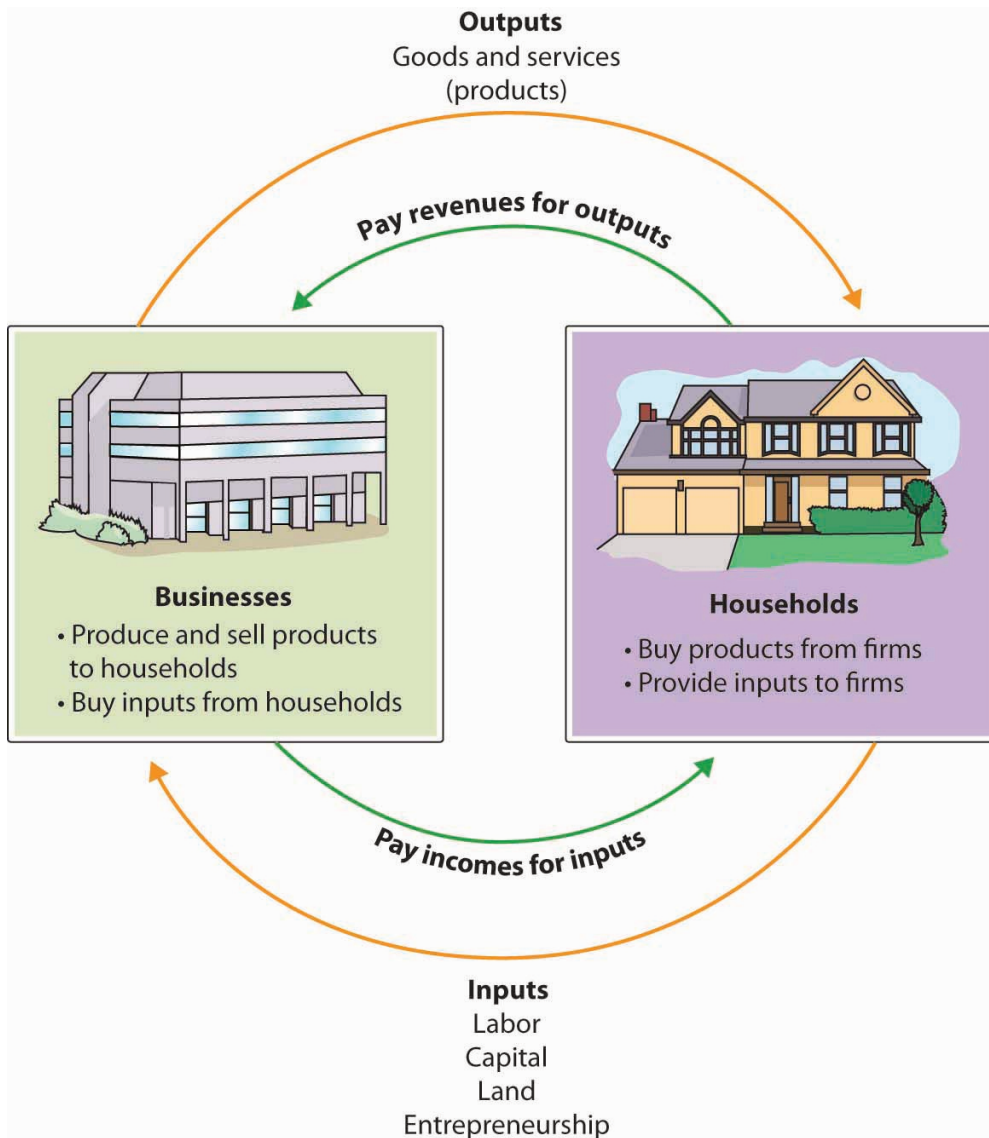 Outputs
Goods and services
(products)
Pay revenues for outputs
Businesses
• Produce and sell products
to households
• Buy inputs from households
Households
• Buy products from firms
• Provide inputs to firms
Pay incomes for inputs
Inputs
Labor
Capital
Land
Entrepreneurship